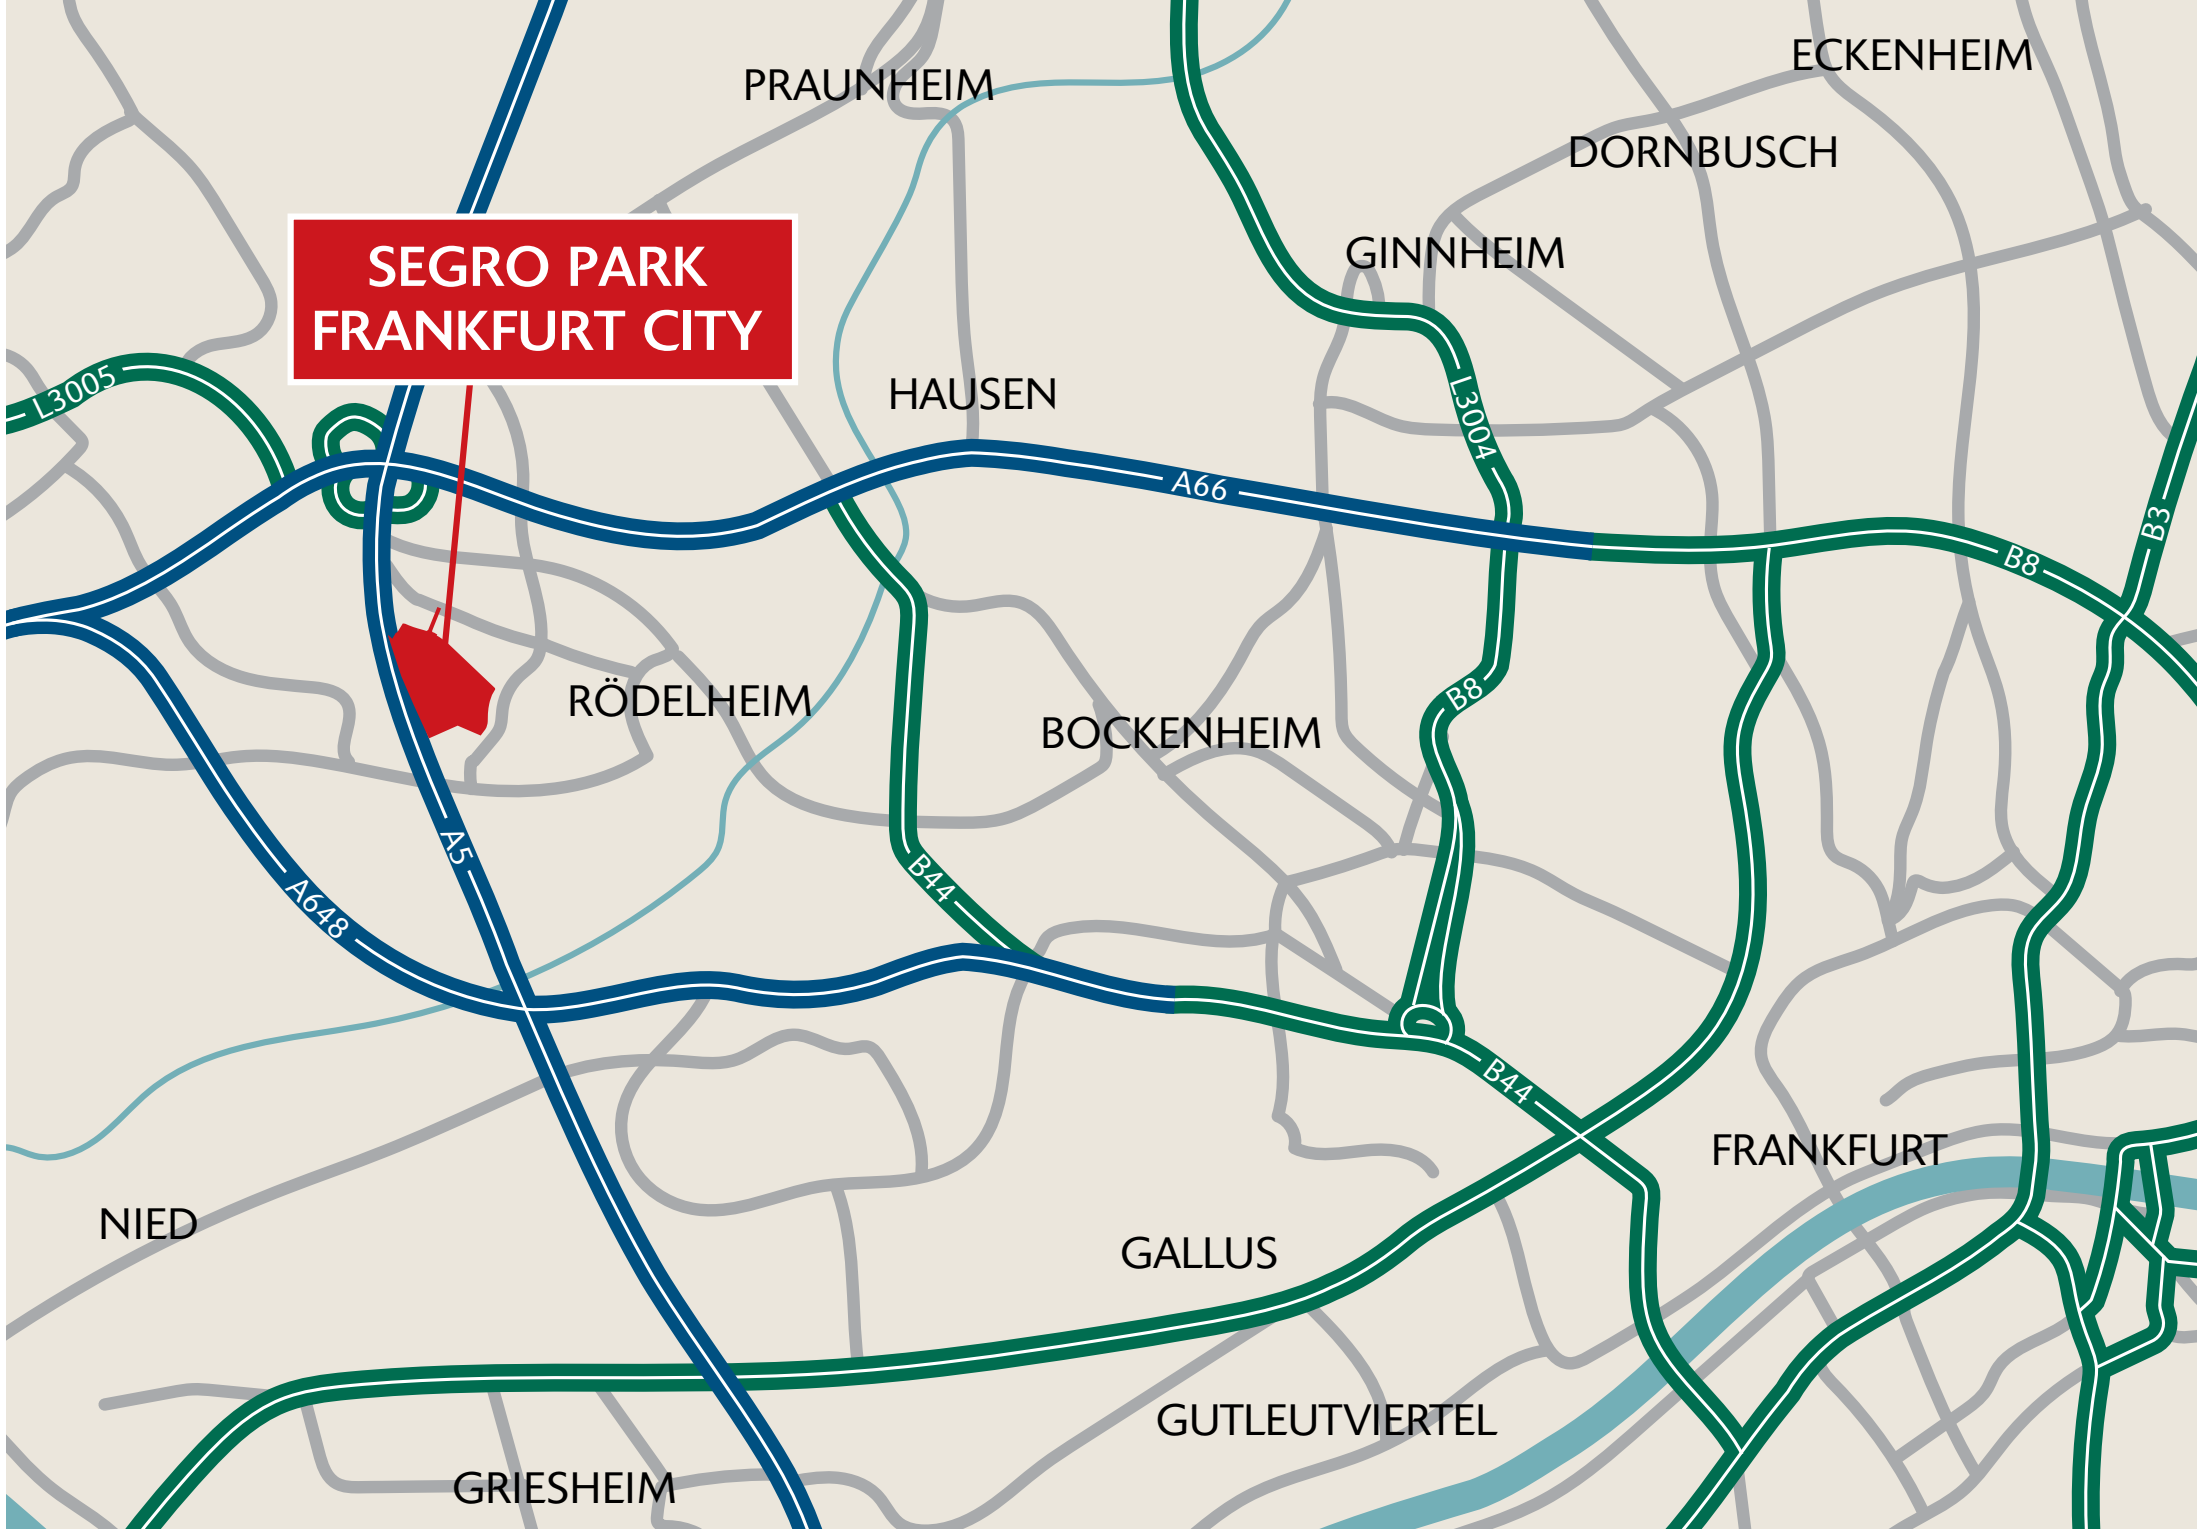 ECKENHEIM
PRAUNHEIM
DORNBUSCH
GINNHEIM
SEGRO PARK
FRANKFURT CITY
L3005
HAUSEN
L3004
A66
B3
B8
B8
RÖDELHEIM
BOCKENHEIM
A5
B44
A648
B44
FRANKFURT
NIED
GALLUS
GUTLEUTVIERTEL
GRIESHEIM